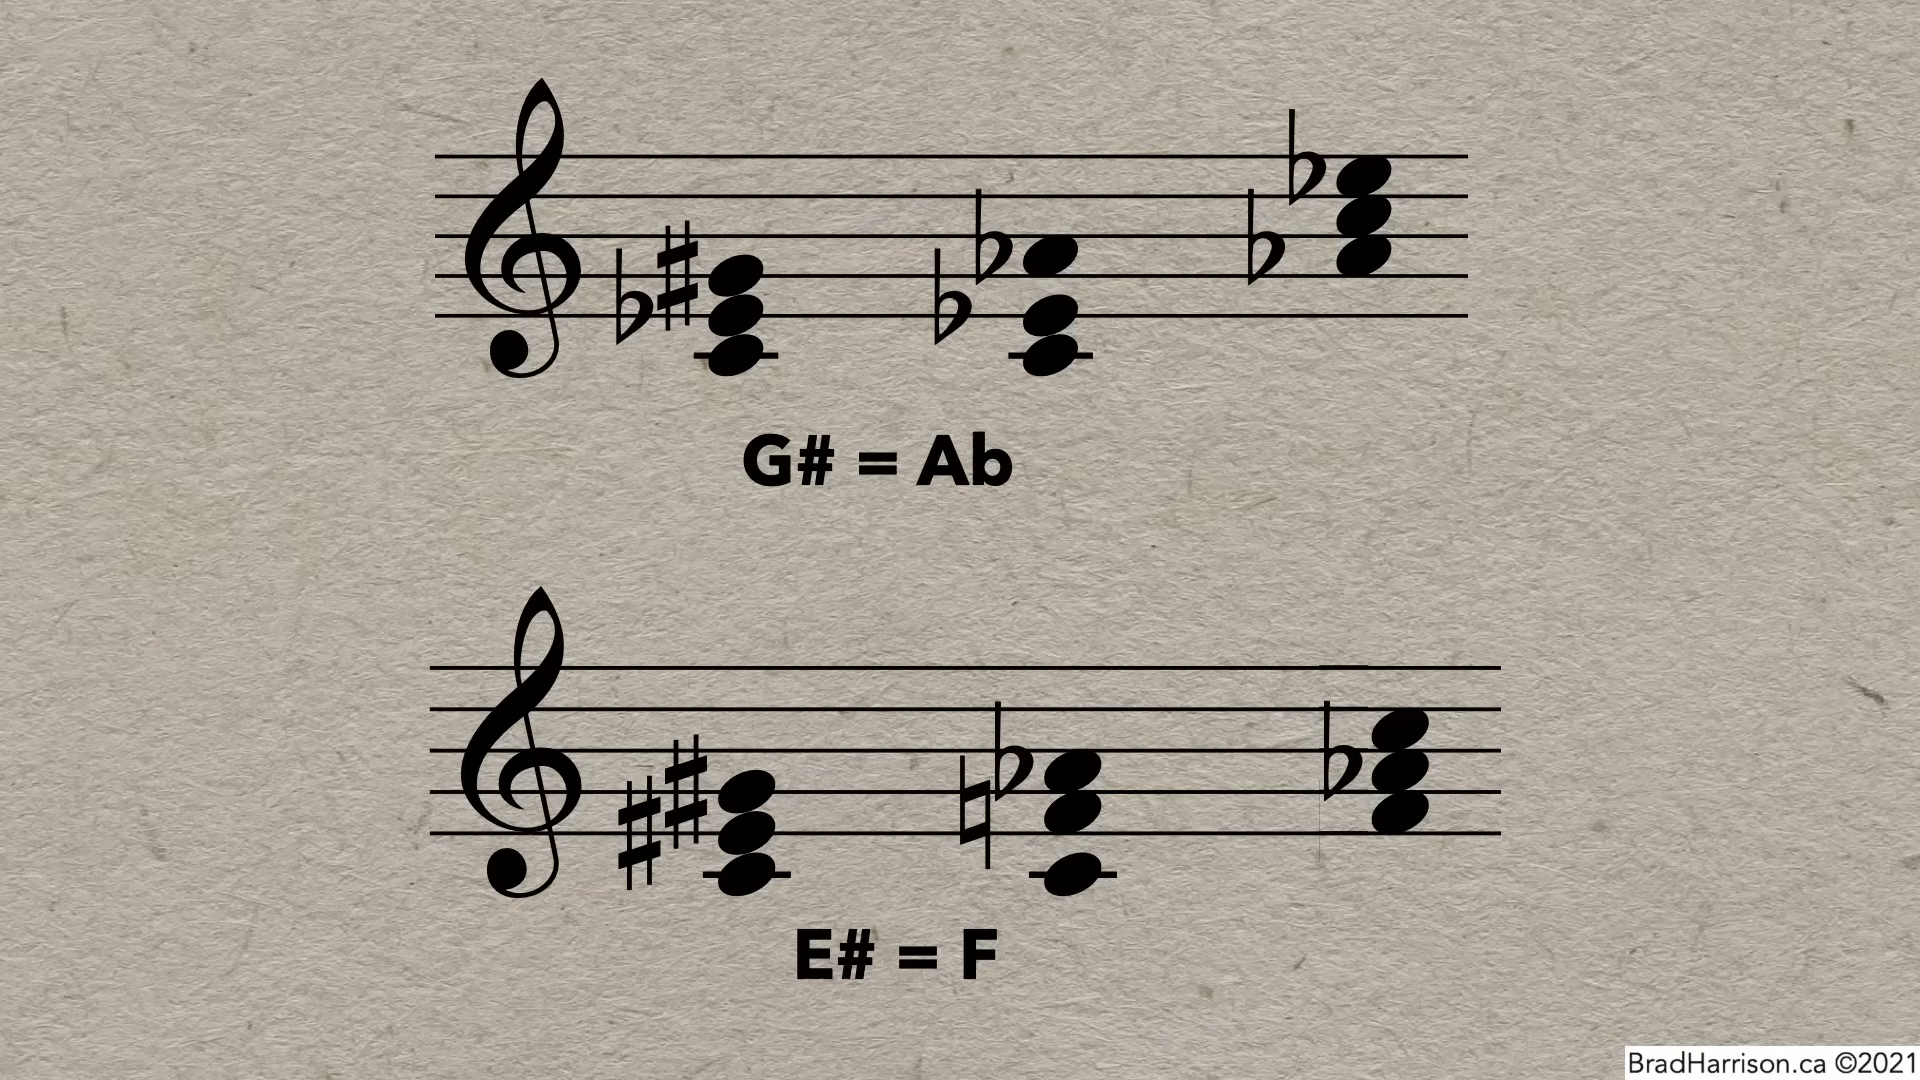 G# = Ab
E# = F
BradHarrison.ca ©2021